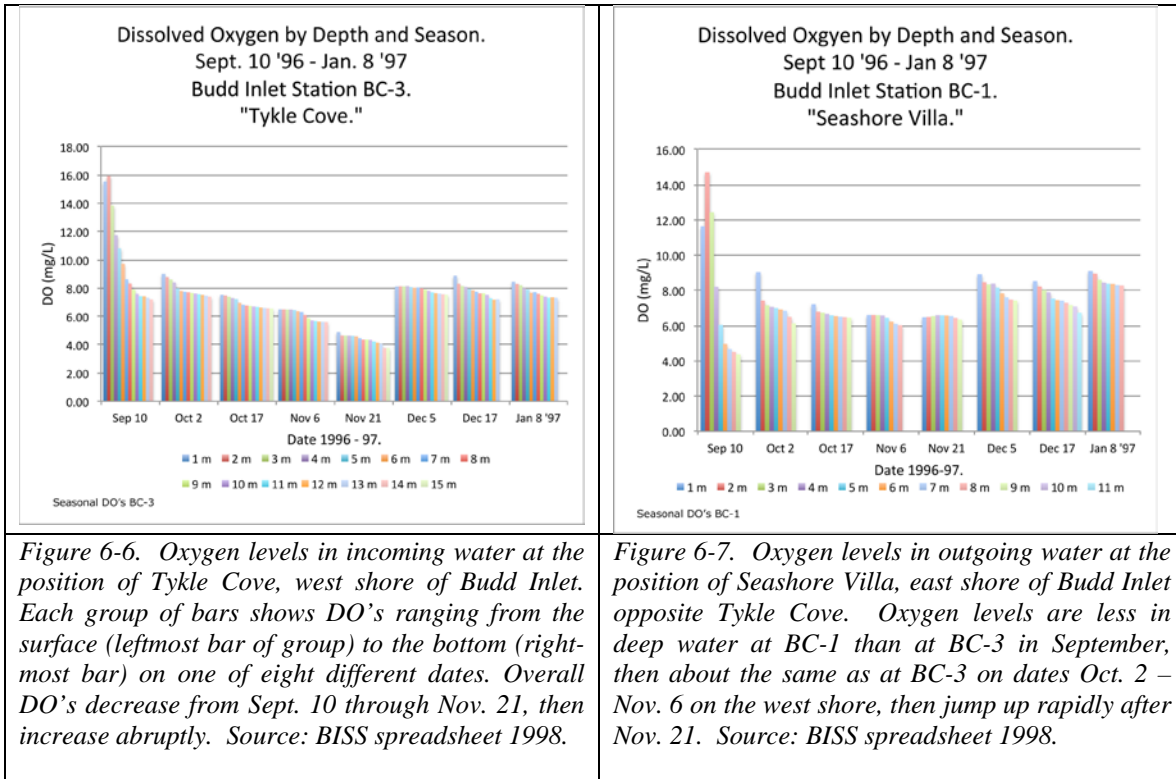 Dissolved Oxygen by Depth and Season.
Sept. 10 '96 - Jan. 8 '97
Budd Inlet Station BC-3.
"Tykle Cove."
18.00
16.00
14.00
12.00
10.00
8.00
6.00
4.00
2.00
0.00
DO (mg/L)
Sep 10 Oct 2 Oct 17 Nov 6 Nov 21 Dec 5 Dec 17 Jan 8 '97
Date 1996 - 97.
1 m 2 m 3 m 4 m 5 m 6 m 7 m 8 m
9 m 10 m 11 m 12 m 13 m 14 m 15 m
Seasonal DO's BC-3
Figure 6-6. Oxygen levels in incoming water at the
position of Tykle Cove, west shore of Budd Inlet.
Each group of bars shows DO's ranging from the
surface (leftmost bar of group) to the bottom (right-
most bar) on one of eight different dates. Overall
DO's decrease from Sept. 10 through Nov. 21, then
increase abruptly. Source: BISS spreadsheet 1998.
Dissolved Oxgyen by Depth and Season.
Sept 10 '96 - Jan 8 '97
Budd Inlet Station BC-1.
"Seashore Villa."
16.00
14.00
12.00
10.00
8.00
6.00
4.00
2.00
0.00
DO (mg/L)
Sep 10 Oct 2 Oct 17 Nov 6 Nov 21 Dec 5 Dec 17 Jan 8 '97
Date 1996-97.
1 m 2 m 3 m 4 m 5 m 6 m 7 m 8 m 9 m 10 m 11 m
Seasonal DO's BC-1
Figure 6-7. Oxygen levels in outgoing water at the
position of Seashore Villa, east shore of Budd Inlet
opposite Tykle Cove. Oxygen levels are less in
deep water at BC-1 than at BC-3 in September,
then about the same as at BC-3 on dates Oct. 2 –
Nov. 6 on the west shore, then jump up rapidly after
Nov. 21. Source: BISS spreadsheet 1998.